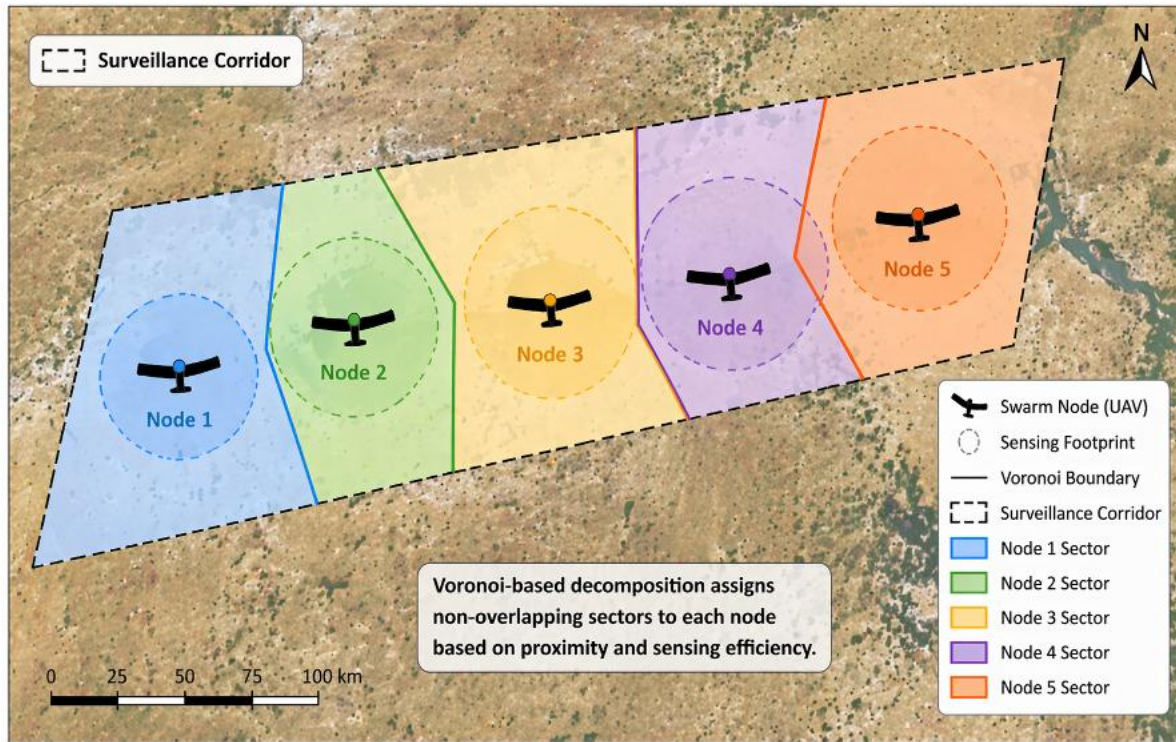 Surveillance Corridor
N
Node 1
Node 2
Node 3
Node 4
Node 5
Voronoi-based decomposition assigns
non-overlapping sectors to each node
based on proximity and sensing efficiency.
0 25 50 75 100 km
Swarm Node (UAV)
Sensing Footprint
Voronoi Boundary
Surveillance Corridor
Node 1 Sector
Node 2 Sector
Node 3 Sector
Node 4 Sector
Node 5 Sector